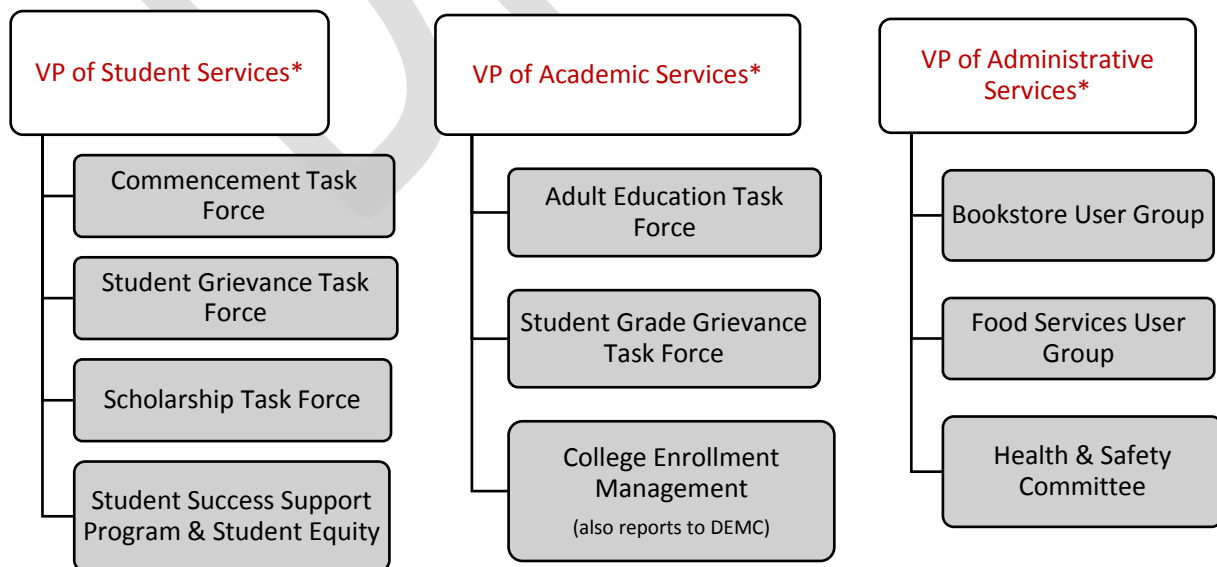 VP of Student Services*
Commencement Task
Force
Student Grievance Task
Force
Scholarship Task Force
Student Success Support
Program & Student Equity
VP of Academic Services*
Adult Education Task
Force
Student Grade Grievance
Task Force
College Enrollment
Management
(also reports to DEMC)
VP of Administrative
Services*
Bookstore User Group
Food Services User
Group
Health & Safety
Committee